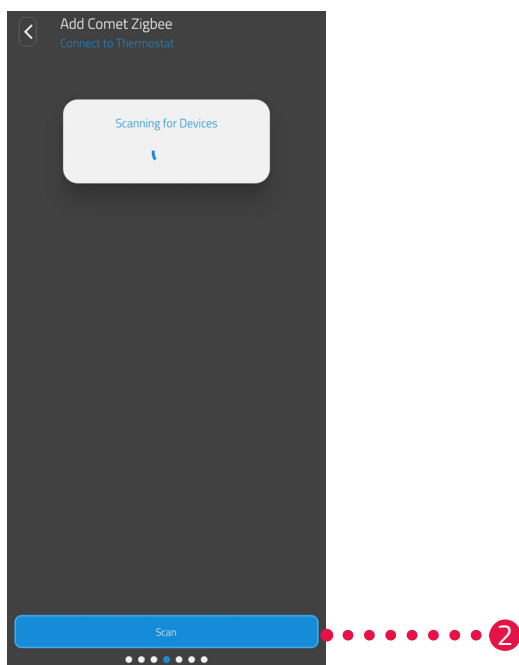 Add Comet Zigbee
Connect to Thermostat
Scanning for Devices
Scan
2